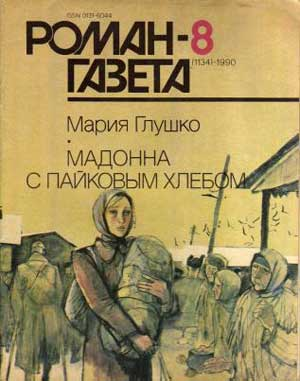 ISSN 0131-6044
РОМАН-8
ГАЗЕТА (1134)-1990
Мария Глушко
МАДОННА
С ПАЙКОВЫМ ХЛЕБОМ